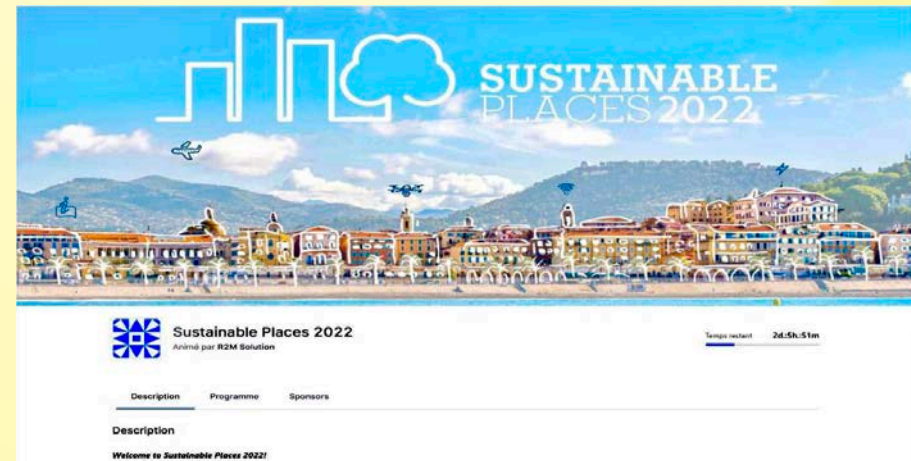 SUSTAINABLE
PLACES 2022
Sustainable Places 2022
Animé par R2M Solution
Temps restant 2d.:5h.:51m
Description Programme Sponsors
Description
Welcome to Sustainable Places 2022!